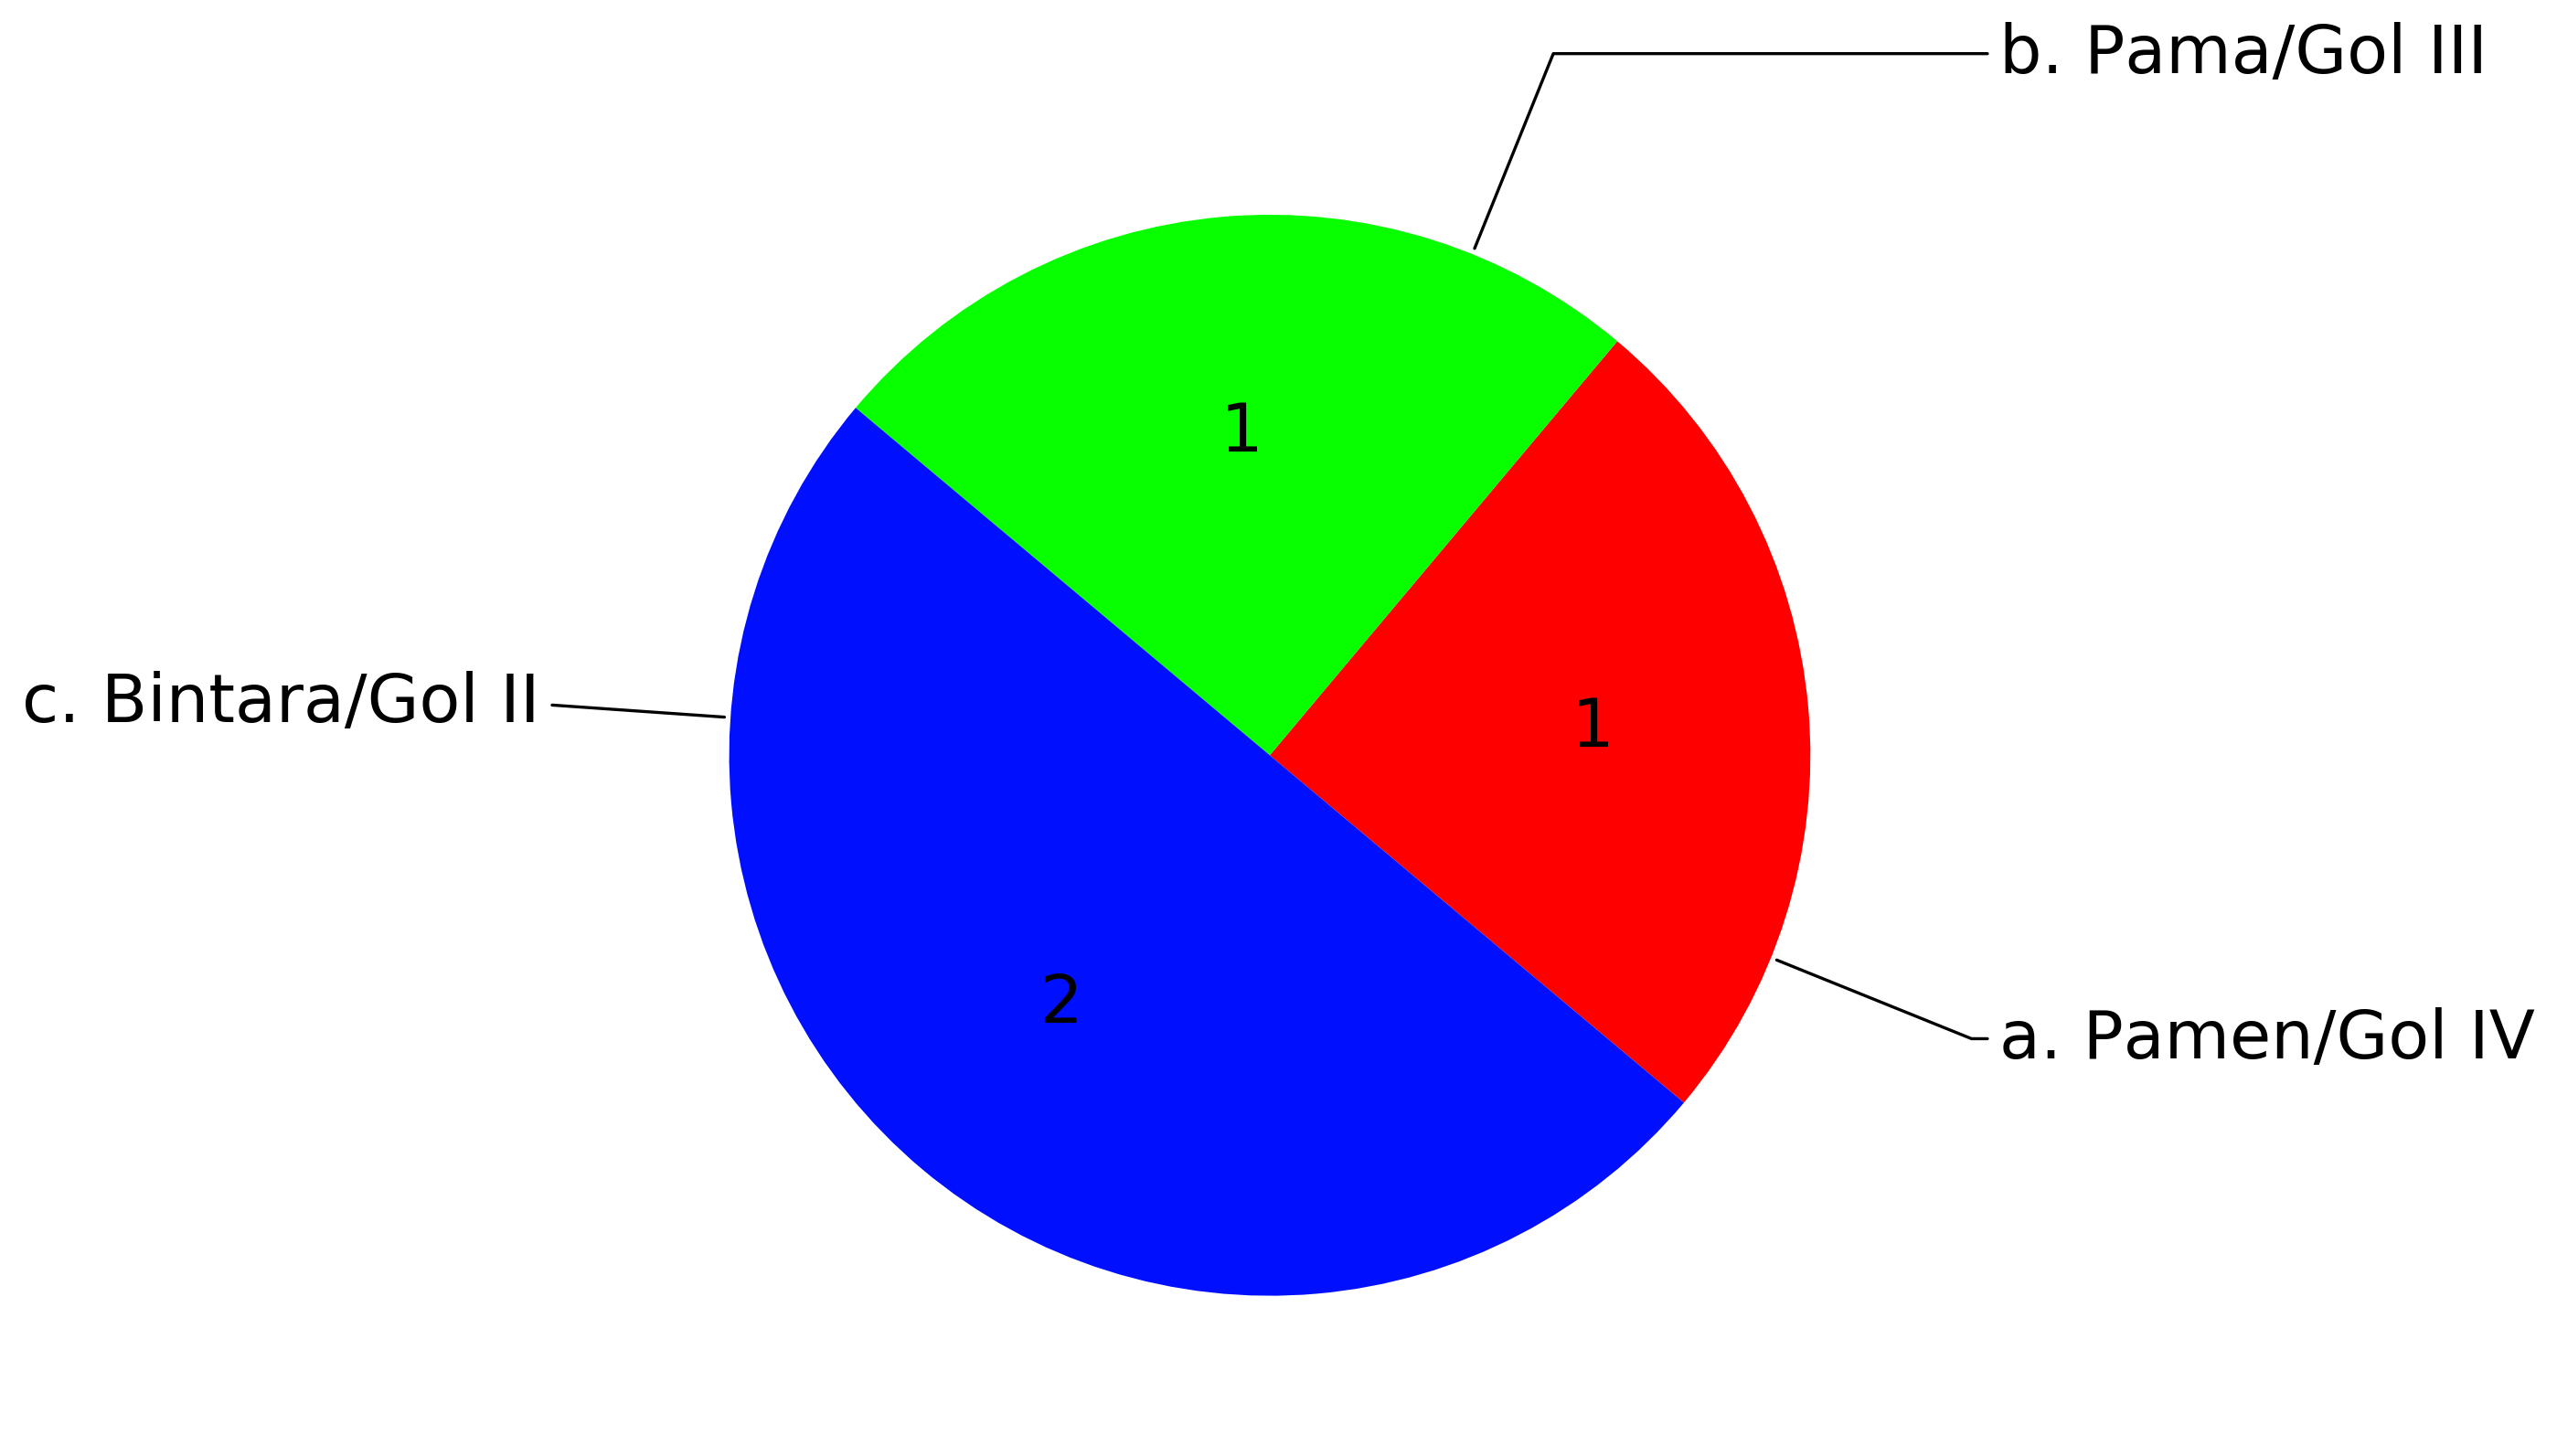 b. Pama/Gol III
1
c. Bintara/Gol II
1
2
a. Pamen/Gol IV